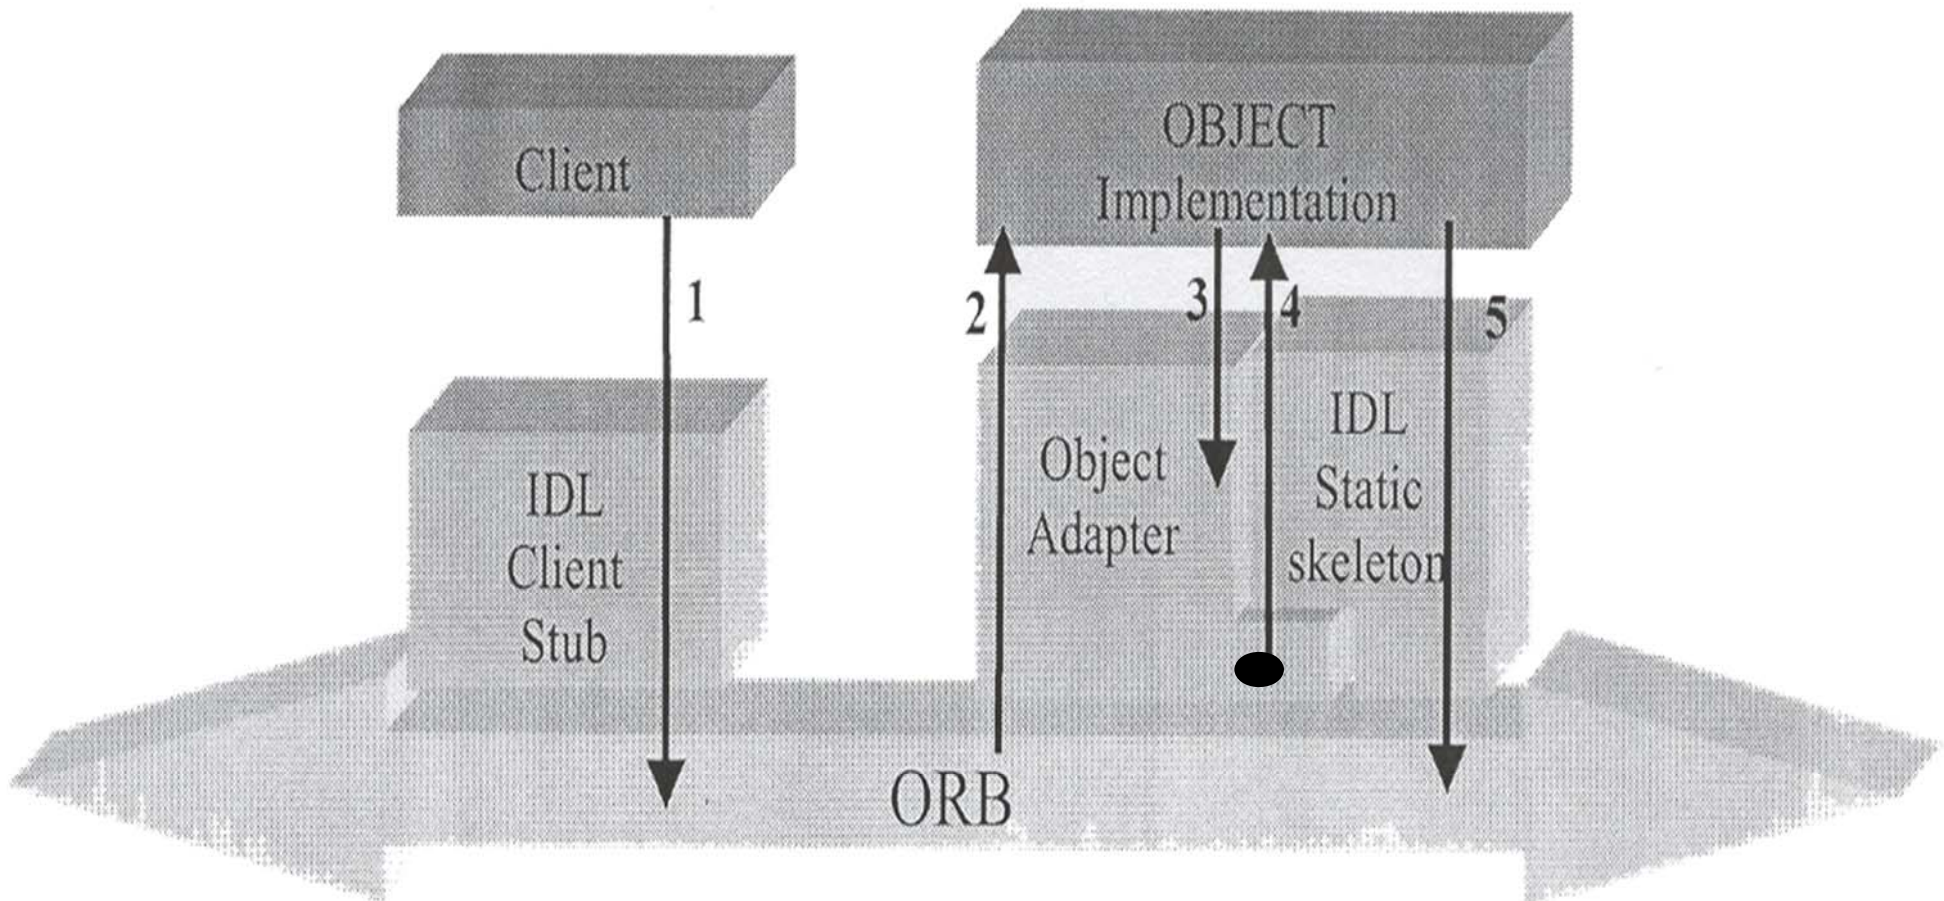 Client
OBJECT
Implementation
1
2
3
4
5
IDL
Client
Stub
Object
Adapter
IDL
Static
skeleton
ORB